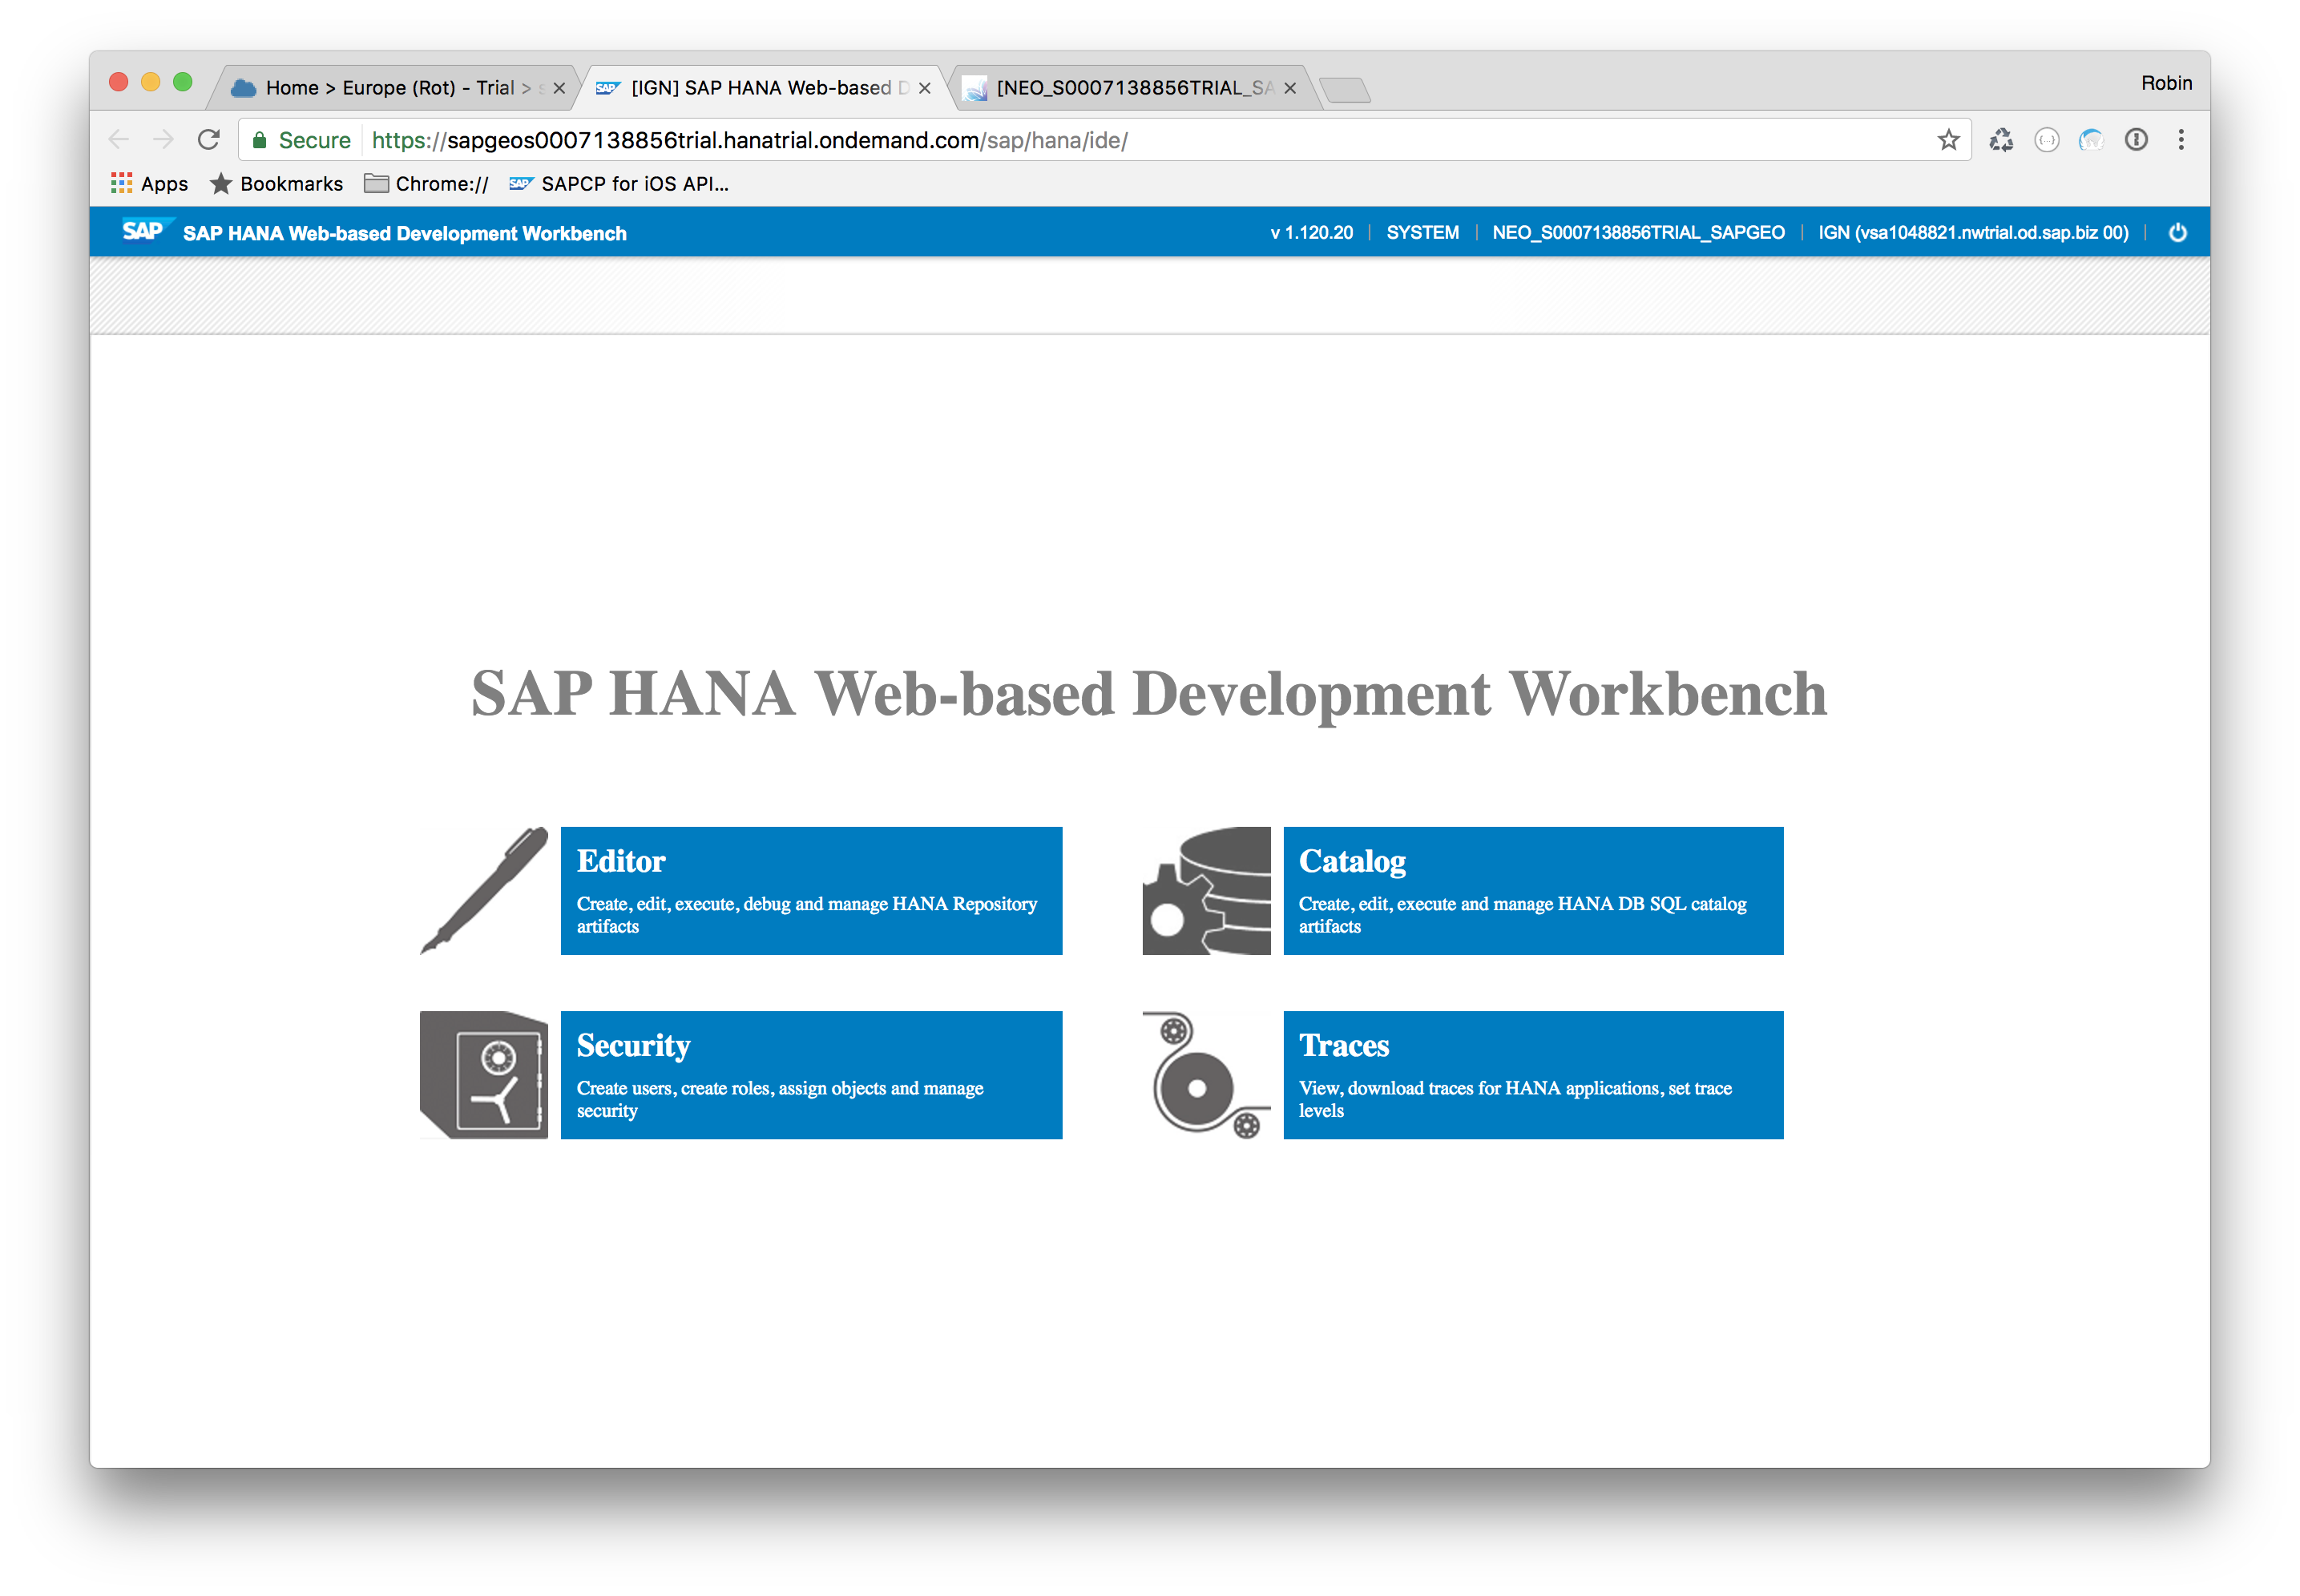 Robin
Home > Europe (Rot) - Trial >
[IGN] SAP HANA Web-based D
[NEO_S0007138856TRIAL_SA
Secure https://sapgeos0007138856trial.hanatrial.ondemand.com/sap/hana/ide/
Apps Bookmarks Chrome:// SAP SAPCP for iOS API...
SAP SAP HANA Web-based Development Workbench v 1.120.20 | SYSTEM | NEO_S0007138856TRIAL_SAPGEO | IGN (vsa1048821.nwtrial.od.sap.biz 00)
SAP HANA Web-based Development Workbench
Editor
Create, edit, execute, debug and manage HANA Repository
artifacts
Catalog
Create, edit, execute and manage HANA DB SQL catalog
artifacts
Security
Create users, create roles, assign objects and manage
security
Traces
View, download traces for HANA applications, set trace
levels